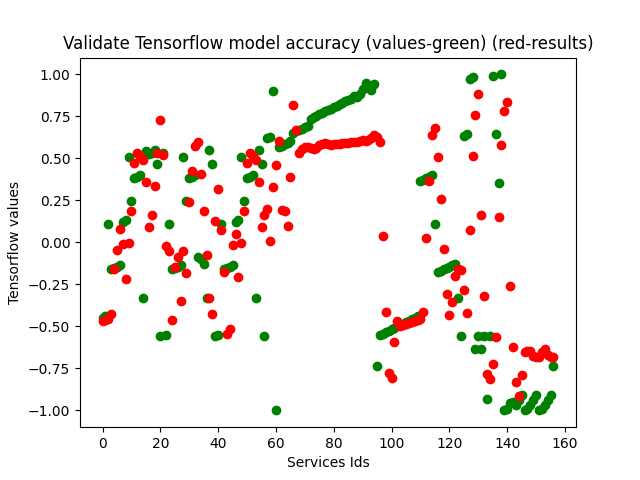 Validate Tensorflow model accuracy (values-green) (red-results)
1.00
0.75
0.50
0.25
0.00
−0.25
−0.50
−0.75
−1.00
Tensorflow values
0 20 40 60 80 100 120 140 160
Services Ids